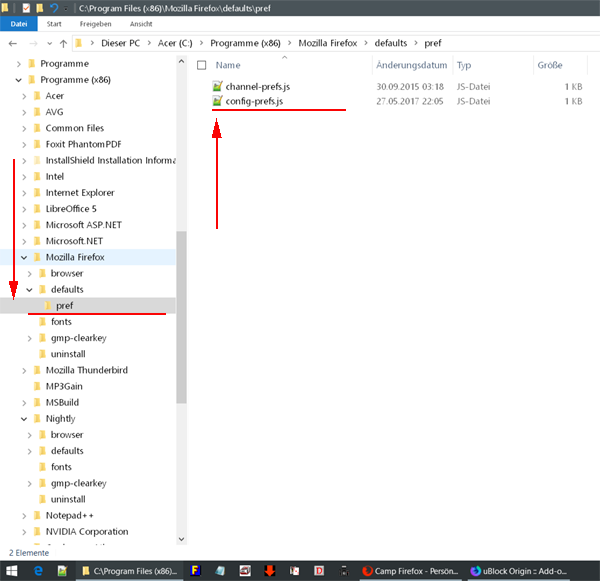 C:\Program Files (x86)\Mozilla Firefox\defaults\pref
Datei Start Freigeben Ansicht
Dieser PC Acer (C:) Programme (x86) Mozilla Firefox defaults pref
Programme
Programme (x86)
Acer
AVG
Common Files
Foxit PhantomPDF
InstallShield Installation Informa
Intel
Internet Explorer
LibreOffice 5
Microsoft ASP.NET
Microsoft.NET
Mozilla Firefox
browser
defaults
pref
fonts
gmp-clearkey
uninstall
Mozilla Thunderbird
MP3Gain
MSBuild
Nightly
browser
defaults
fonts
gmp-clearkey
uninstall
Notepad++
NVIDIA Corporation
Name Änderungsdatum Typ Größe
channel-prefs.js 30.09.2015 03:18 JS-Datei 1 KB
config-prefs.js 27.05.2017 22:05 JS-Datei 1 KB
2 Elemente
C:\Program Files (x86)... Camp Firefox - Persön... uBlock Origin :: Add-o...